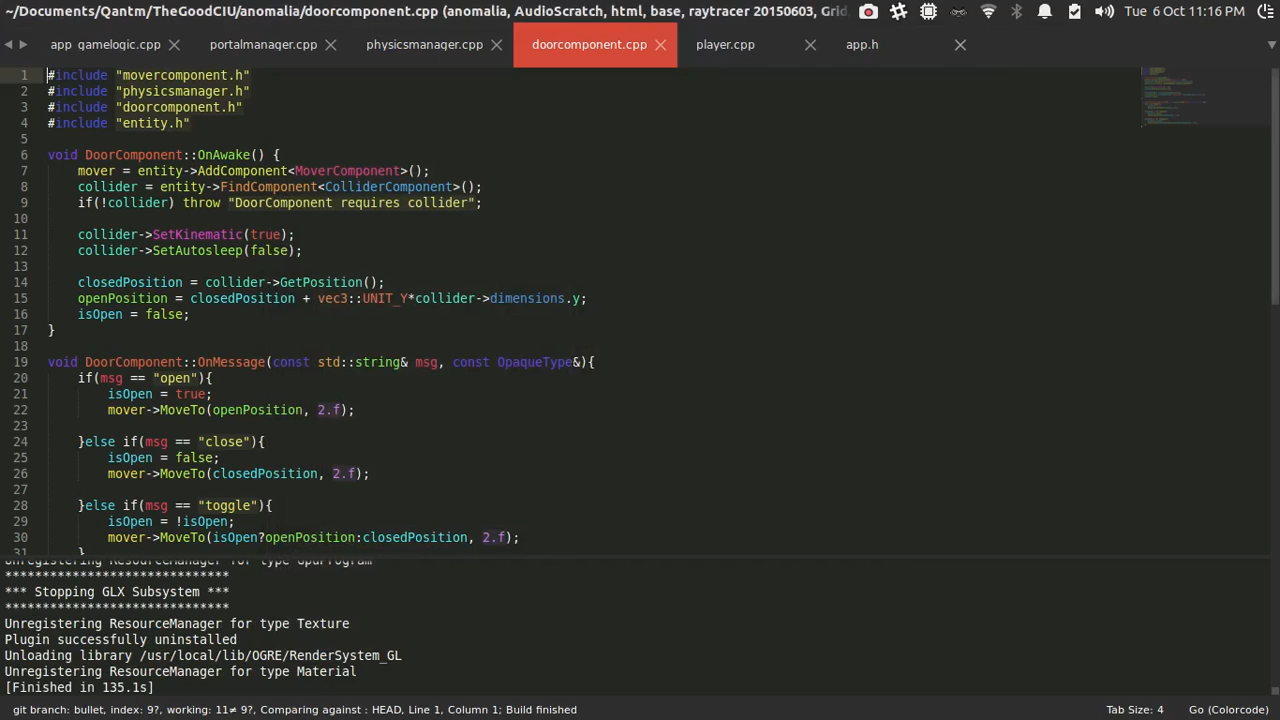 ~/Documents/Qantm/TheGoodCIU/anomalia/doorcomponent.cpp (anomalia, AudioScratch, html, base, raytracer 20150603, Grid
Tue 6 Oct 11:16 PM
app_gamelogic.cpp
portalmanager.cpp
physicsmanager.cpp
doorcomponent.cpp
player.cpp
app.h
1 #include "movercomponent.h"
2 #include "physicsmanager.h"
3 #include "doorcomponent.h"
4 #include "entity.h"
5
6 void DoorComponent::OnAwake() {
7 mover = entity->AddComponent<MoverComponent>();
8 collider = entity->FindComponent<ColliderComponent>();
9 if(!collider) throw "DoorComponent requires collider";
10
11 collider->SetKinematic(true);
12 collider->SetAutosleep(false);
13
14 closedPosition = collider->GetPosition();
15 openPosition = closedPosition + vec3::UNIT_Y*collider->dimensions.y;
16 isOpen = false;
17 }
18
19 void DoorComponent::OnMessage(const std::string& msg, const OpaqueType&){
20 if(msg == "open"){
21 isOpen = true;
22 mover->MoveTo(openPosition, 2.f);
23
24 }else if(msg == "close"){
25 isOpen = false;
26 mover->MoveTo(closedPosition, 2.f);
27
28 }else if(msg == "toggle"){
29 isOpen = !isOpen;
30 mover->MoveTo(isOpen?openPosition:closedPosition, 2.f);
31 }
Unregistering ResourceManager for type GpuProgram
******************************
*** Stopping GLX Subsystem ***
******************************
Unregistering ResourceManager for type Texture
Plugin successfully uninstalled
Unloading library /usr/local/lib/OGRE/RenderSystem_GL
Unregistering ResourceManager for type Material
[Finished in 135.1s]
git branch: bullet, index: 9?, working: 11≠ 9?, Comparing against : HEAD, Line 1, Column 1; Build finished
Tab Size: 4
Go (Colorcode)